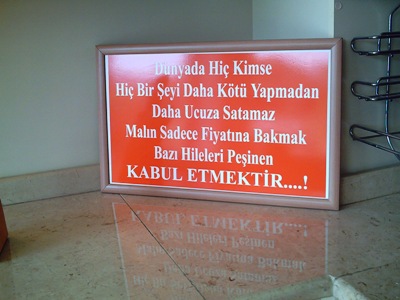 Dünyada Hiç Kimse
Hiç Bir Şeyi Daha Kötü Yapmadan
Daha Ucuza Satamaz
Malın Sadece Fiyatına Bakmak
Bazı Hileleri Peşinen
KABUL ETMEKTİR....!